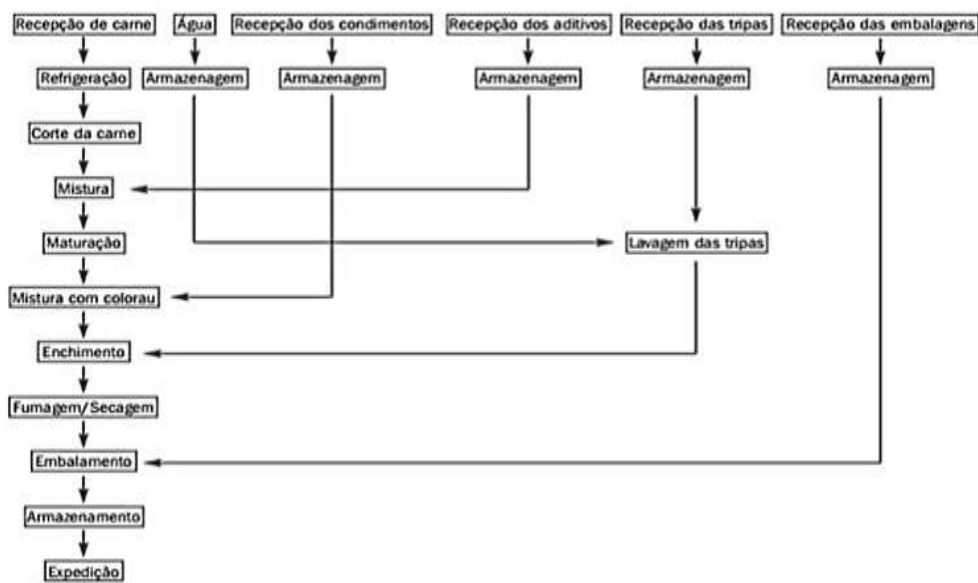 Recepção de carne
Água
Recepção dos condimentos
Recepção dos aditivos
Recepção das tripas
Recepção das embalagens
Refrigeração
Armazenagem
Armazenagem
Armazenagem
Armazenagem
Armazenagem
Corte da carne
Mistura
Maturação
Lavagem das tripas
Mistura com colorau
Enchimento
Fumagem/Secagem
Embalamento
Armazenamento
Expedição